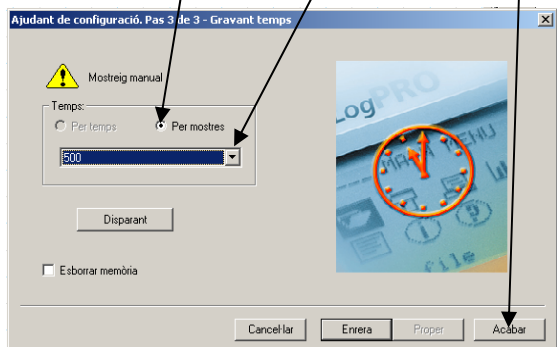 Ajudant de configuració. Pas 3 de 3 - Gravant temps
Mostreig manual
Temps:
Per temps
Per mostres
500
Disparant
Esborrar memòria
LogPRO
MAIN MENU
file
Cancel·lar
Enrera
Proper
Acabar